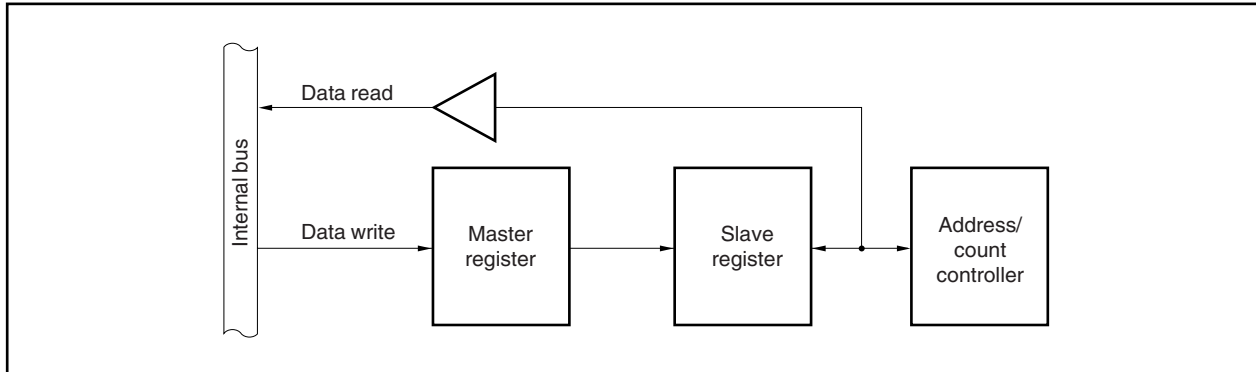 Data read
Internal bus
Data write
Master
register
Slave
register
Address/
count
controller